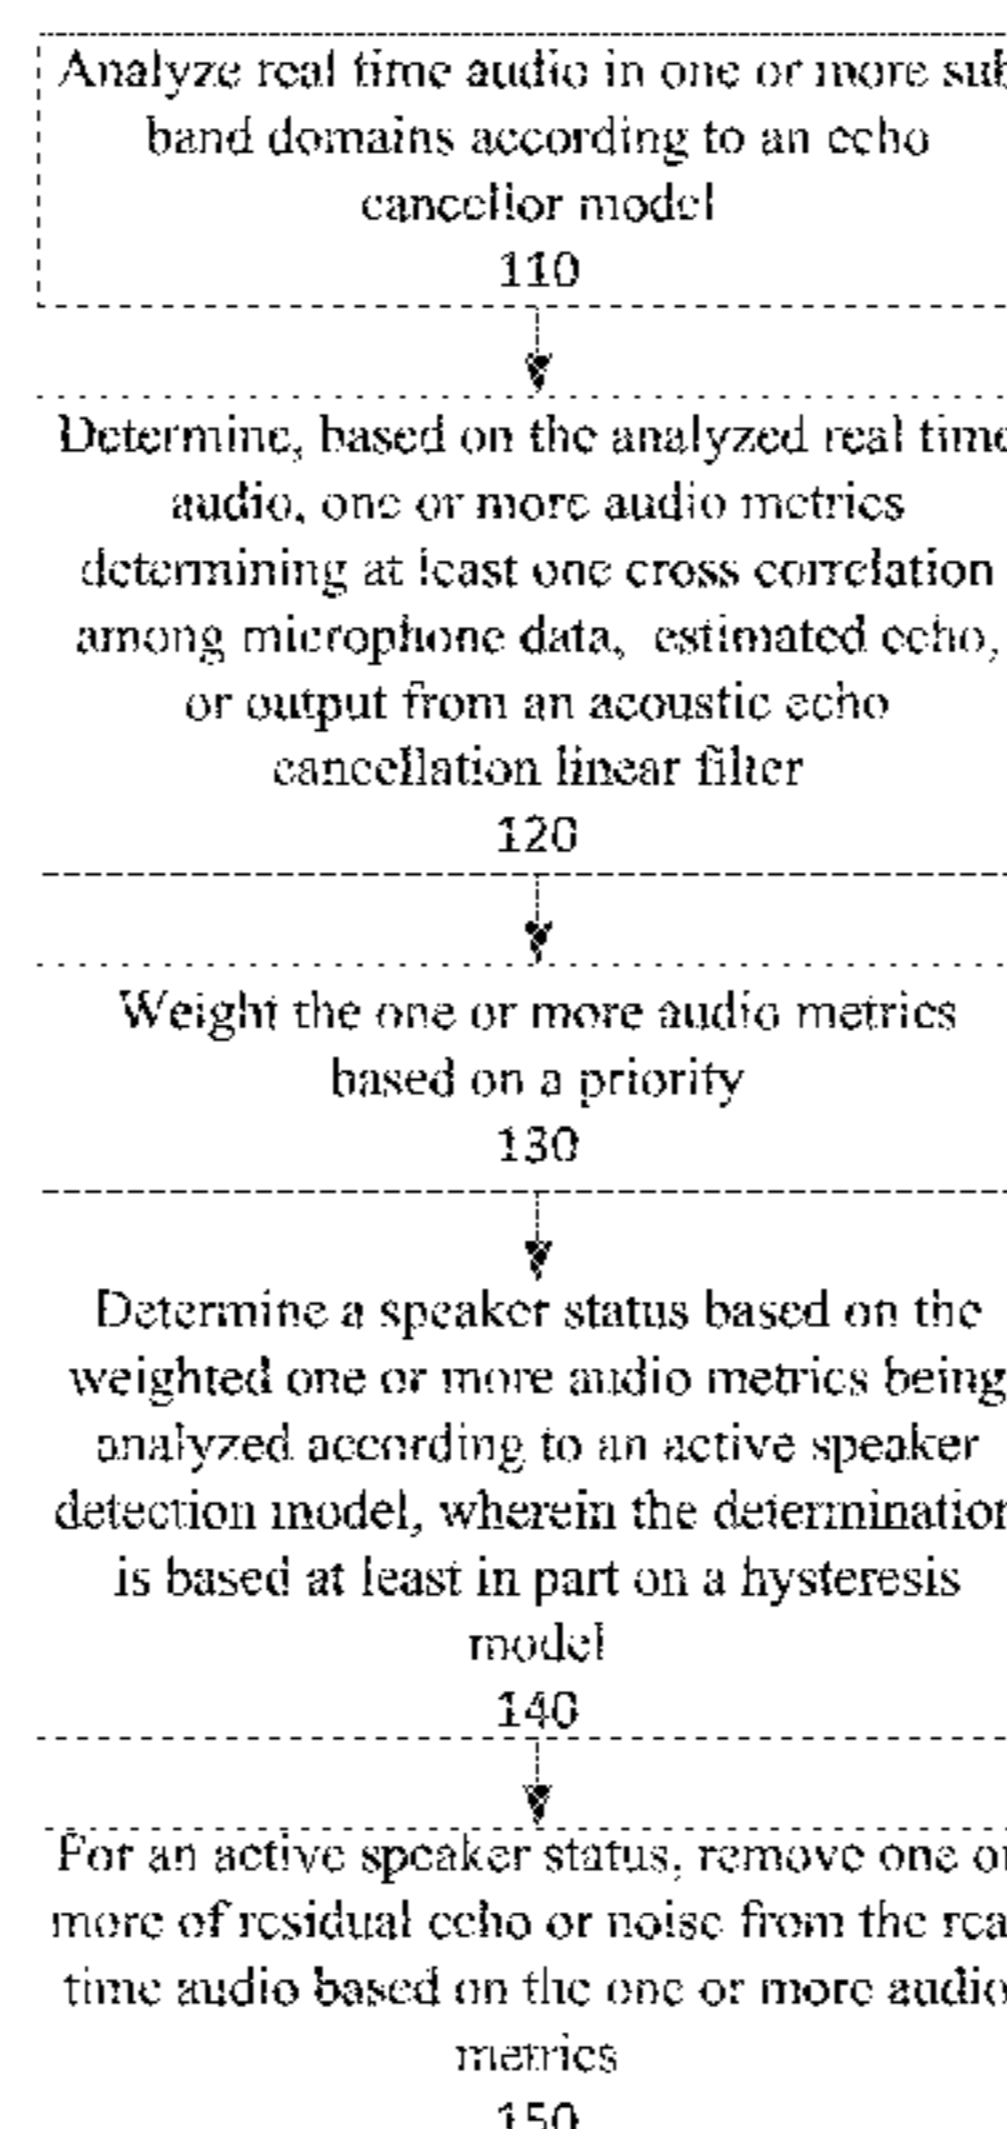 Analyze real time audio in one or more sub
band domains according to an echo
cancellor model
110
Determine, based on the analyzed real time
audio, one or more audio metrics
determining at least one cross correlation
among microphone data, estimated echo,
or output from an acoustic echo
cancellation linear filter
120
Weight the one or more audio metrics
based on a priority
130
Determine a speaker status based on the
weighted one or more audio metrics being
analyzed according to an active speaker
detection model, wherein the determination
is based at least in part on a hysteresis
model
140
For an active speaker status, remove one or
more of residual echo or noise from the rea
time audio based on the one or more audio
metrics
150